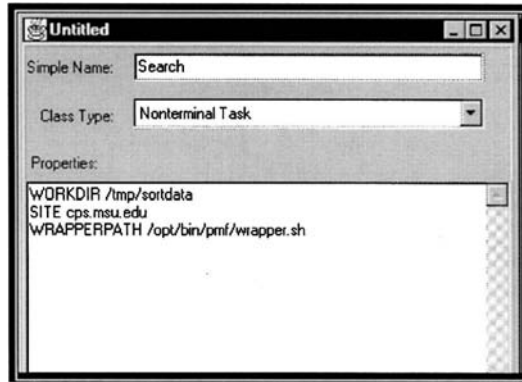 Untitled
Simple Name: Search
Class Type: Nonterminal Task
Properties:
WORKDIR /tmp/sortdata
SITE cps.msu.edu
WRAPPERPATH /opt/bin/pmf/wrapper.sh